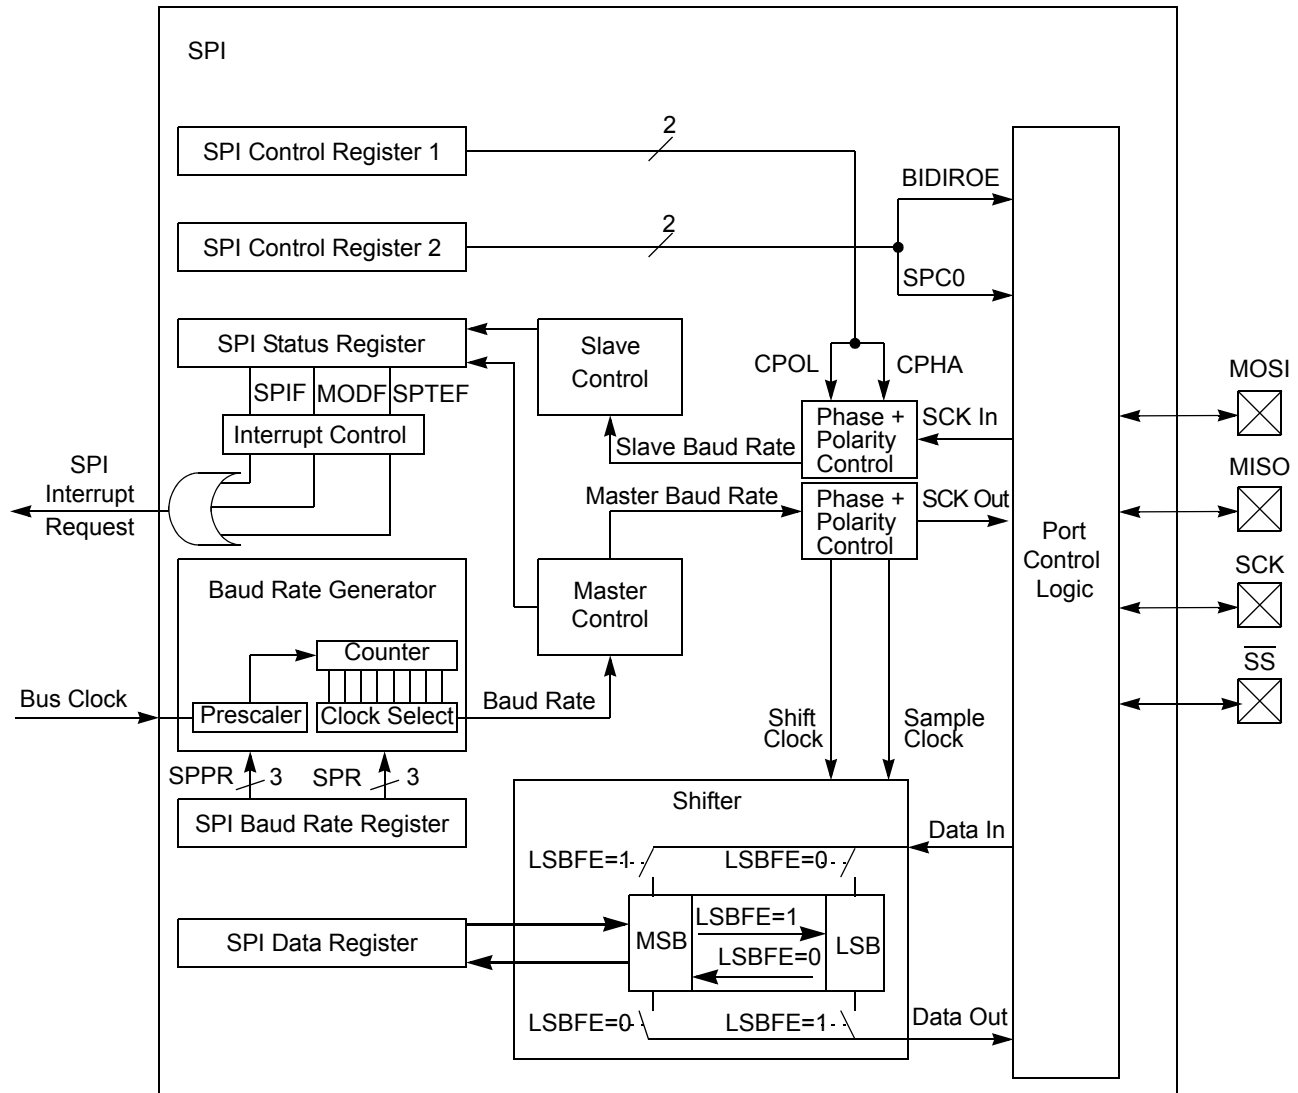 SPI
SPI Control Register 1
2
BIDIROE
SPI Control Register 2
2
SPC0
SPI Status Register
Slave
Control
CPOL
CPHA
MOSI
SPIF
MODF
SPTEF
Interrupt Control
Phase +
Polarity
Control
SCK In
Slave Baud Rate
SPI
Interrupt
Request
MISO
Master Baud Rate
Phase +
Polarity
Control
SCK Out
Port
Control
Logic
SCK
Baud Rate Generator
Master
Control
Counter
SS
Bus Clock
Prescaler
Clock Select
Baud Rate
Shift
Clock
Sample
Clock
SPPR
3
SPR
3
SPI Baud Rate Register
Shifter
Data In
LSBFE=1
LSBFE=0
SPI Data Register
MSB
LSBFE=1
LSBFE=0
LSB
LSBFE=0
LSBFE=1
Data Out